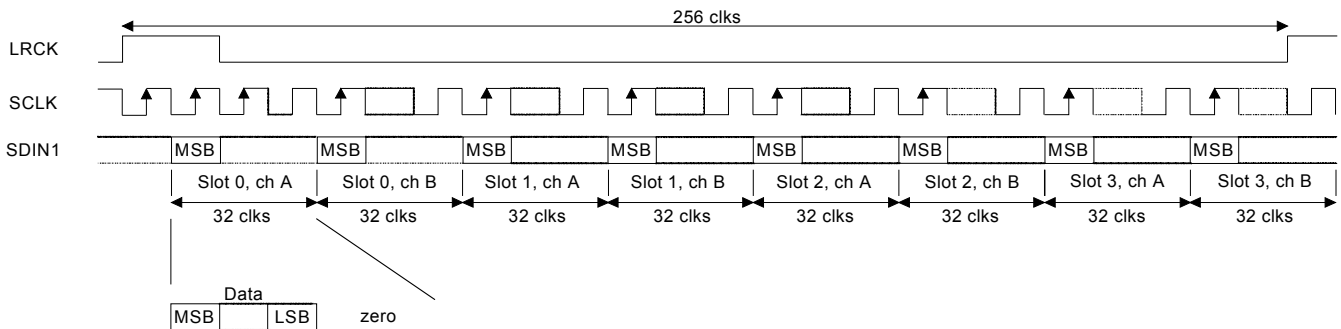 256 clks
LRCK
SCLK
SDIN1
MSB MSB MSB MSB MSB MSB MSB MSB
Slot 0, ch A Slot 0, ch B Slot 1, ch A Slot 1, ch B Slot 2, ch A Slot 2, ch B Slot 3, ch A Slot 3, ch B
32 clks 32 clks 32 clks 32 clks 32 clks 32 clks 32 clks 32 clks
Data
MSB LSB zero